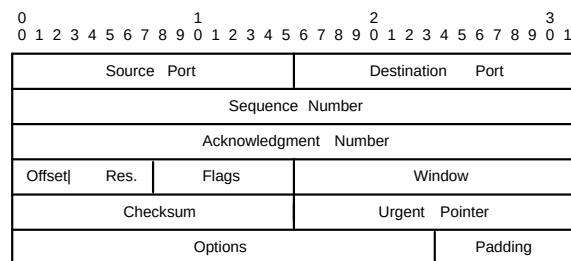 0 1 2 3
0 1 2 3 4 5 6 7 8 9 0 1 2 3 4 5 6 7 8 9 0 1 2 3 4 5 6 7 8 9 0 1
Source Port Destination Port
Sequence Number
Acknowledgment Number
Offset| Res. Flags Window
Checksum Urgent Pointer
Options Padding